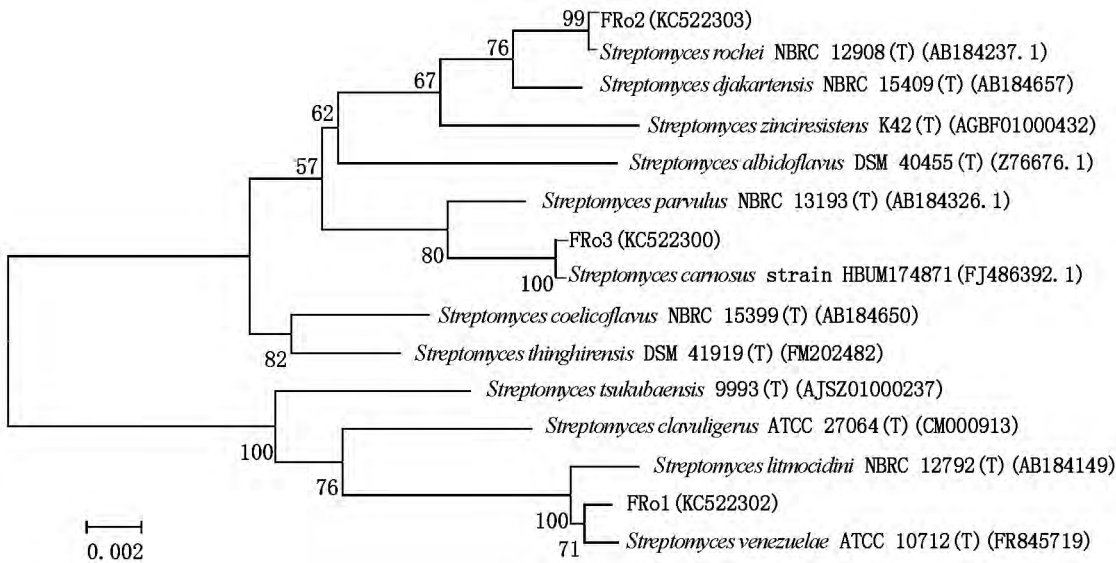 99 FRo2(KC522303)
Streptomyces rochei NBRC 12908(T)(AB184237.1)
76
Streptomyces djakartensis NBRC 15409(T)(AB184657)
67
Streptomyces zinciresistens K42(T)(AGBF01000432)
62
Streptomyces albidoflavus DSM 40455(T)(Z76676.1)
57
Streptomyces parvulus NBRC 13193(T)(AB184326.1)
80
FRo3(KC522300)
100 Streptomyces carnosus strain HBUM174871(FJ486392.1)
Streptomyces coelicoflavus NBRC 15399(T)(AB184650)
82
Streptomyces thinghirensis DSM 41919(T)(FM202482)
Streptomyces tsukubaensis 9993(T)(AJSZ01000237)
100
Streptomyces clavuligerus ATCC 27064(T)(CM000913)
76
Streptomyces litmocidini NBRC 12792(T)(AB184149)
100
FRo1(KC522302)
71 Streptomyces venezuelae ATCC 10712(T)(FR845719)
0.002